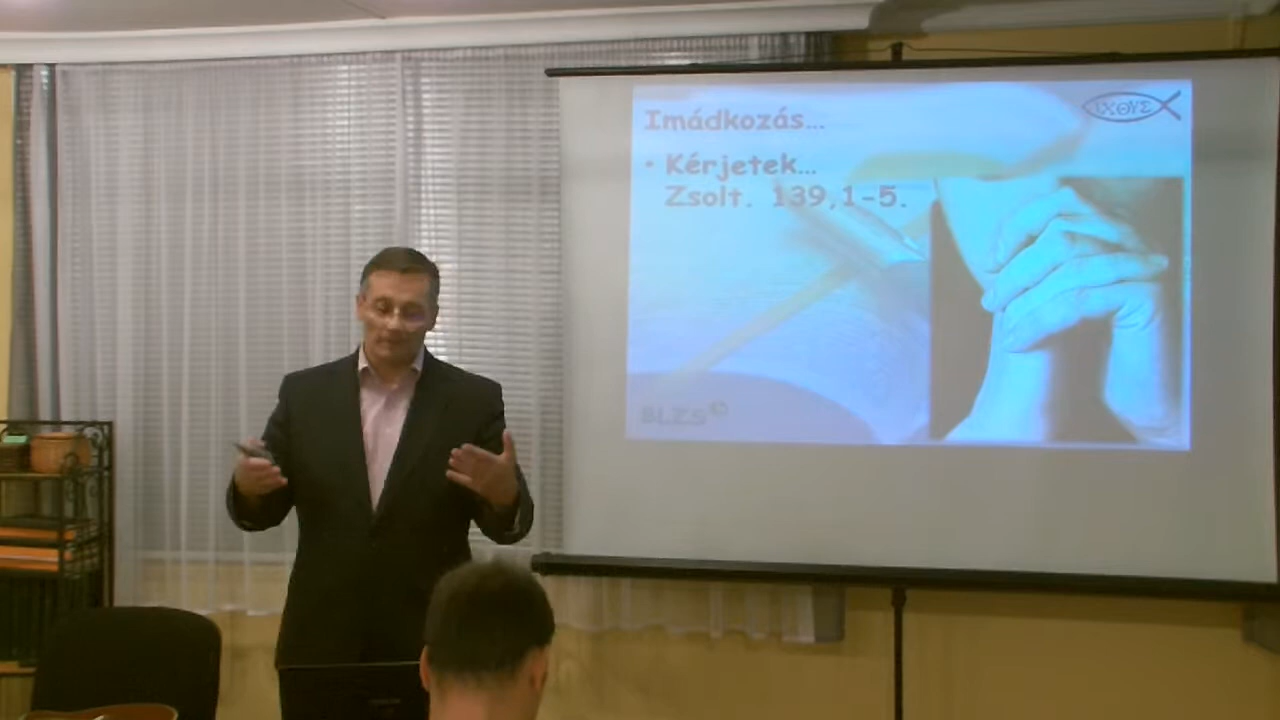 Imádkozás...
ΙΧΘΥΣ
• Kérjetek...
Zsolt. 139,1-5.
BLZS